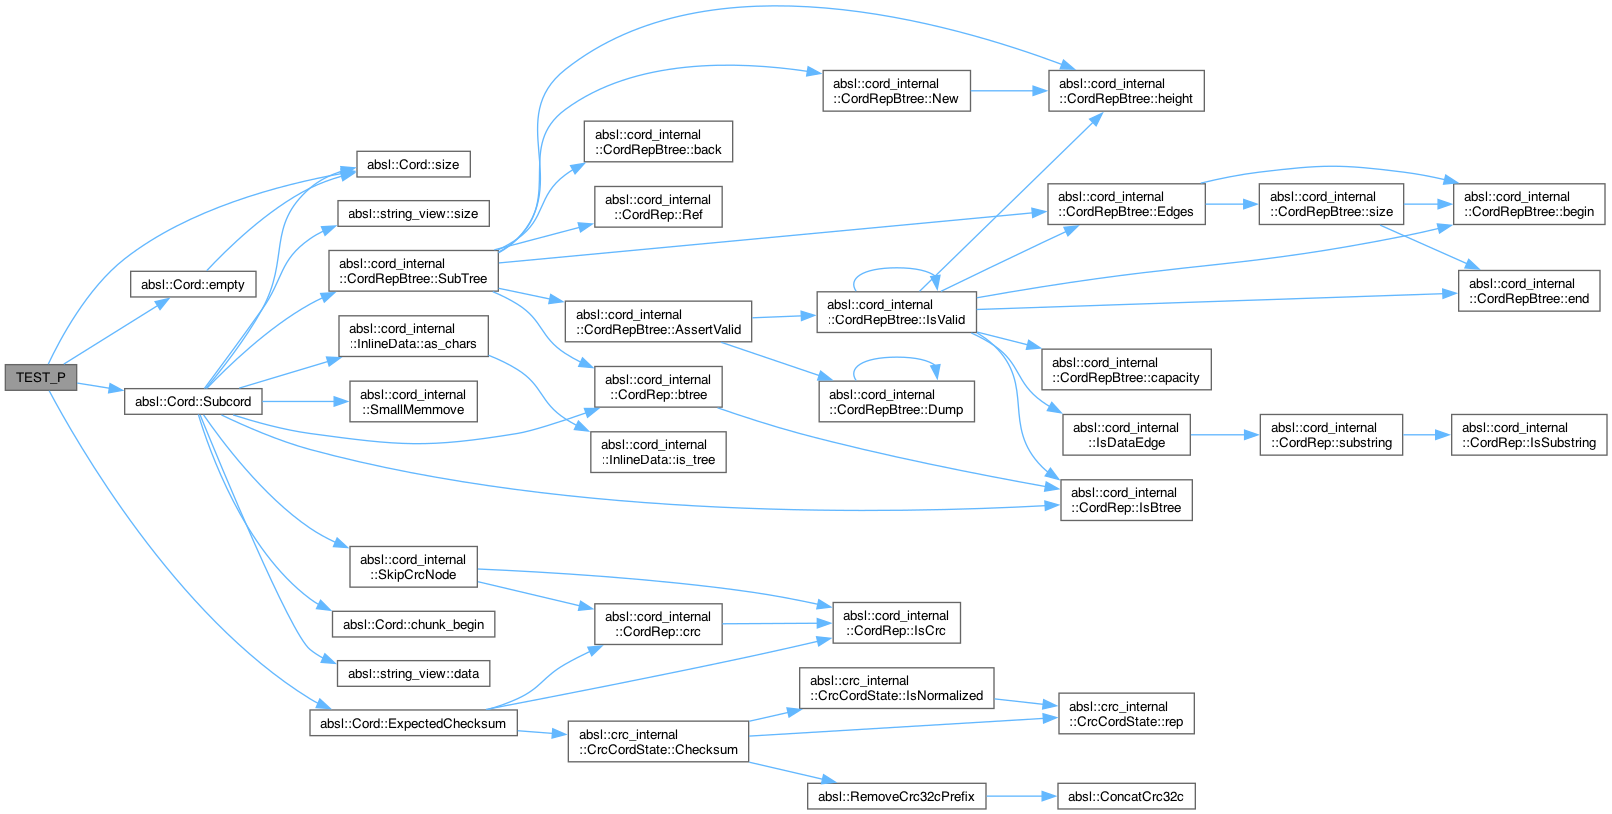 TEST_P
absl::Cord::size
absl::string_view::size
absl::Cord::empty
absl::cord_internal
::CordRepBtree::SubTree
absl::cord_internal
::InlineData::as_chars
absl::Cord::Subcord
absl::cord_internal
::SmallMemmove
absl::cord_internal
::SkipCrcNode
absl::Cord::chunk_begin
absl::string_view::data
absl::Cord::ExpectedChecksum
absl::cord_internal
::CordRepBtree::back
absl::cord_internal
::CordRep::Ref
absl::cord_internal
::CordRepBtree::AssertValid
absl::cord_internal
::CordRep::btree
absl::cord_internal
::InlineData::is_tree
absl::cord_internal
::CordRep::crc
absl::crc_internal
::CrcCordState::Checksum
absl::cord_internal
::CordRepBtree::New
absl::cord_internal
::CordRepBtree::IsValid
absl::cord_internal
::CordRepBtree::Dump
absl::cord_internal
::CordRep::IsCrc
absl::crc_internal
::CrcCordState::IsNormalized
absl::RemoveCrc32cPrefix
absl::cord_internal
::CordRepBtree::height
absl::cord_internal
::CordRepBtree::Edges
absl::cord_internal
::CordRepBtree::capacity
absl::cord_internal
::IsDataEdge
absl::cord_internal
::CordRep::IsBtree
absl::crc_internal
::CrcCordState::rep
absl::ConcatCrc32c
absl::cord_internal
::CordRepBtree::size
absl::cord_internal
::CordRep::substring
absl::cord_internal
::CordRepBtree::begin
absl::cord_internal
::CordRepBtree::end
absl::cord_internal
::CordRep::IsSubstring